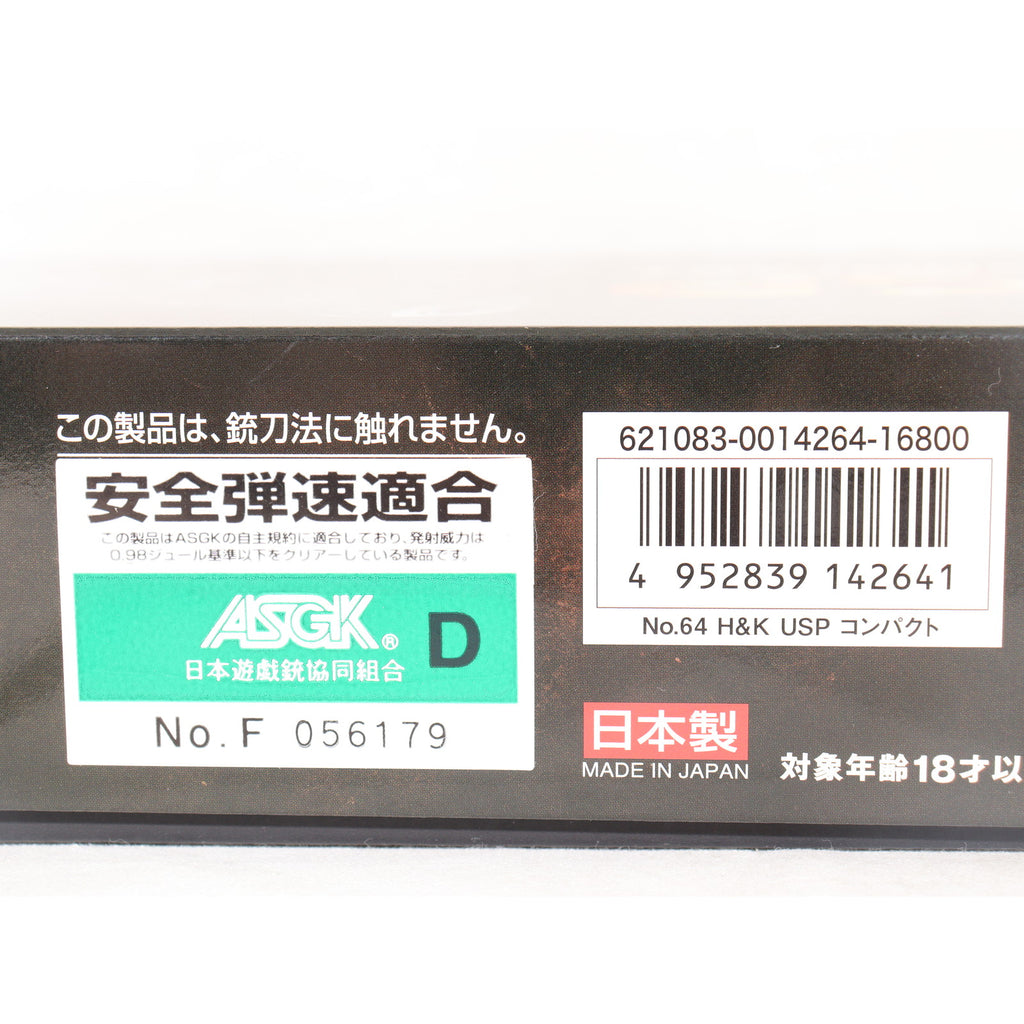 この製品は、銃刀法に触れません。
安全弾速適合
この製品はASGKの自主規約に適合しており、発射威力は
0.98ジュール基準以下をクリアーしている製品です。
ASGK® D
日本遊戯銃協同組合
No. F 056179
621083-0014264-16800
4 952839 142641
No.64 H&K USP コンパクト
日本製
MADE IN JAPAN
対象年齢18才以